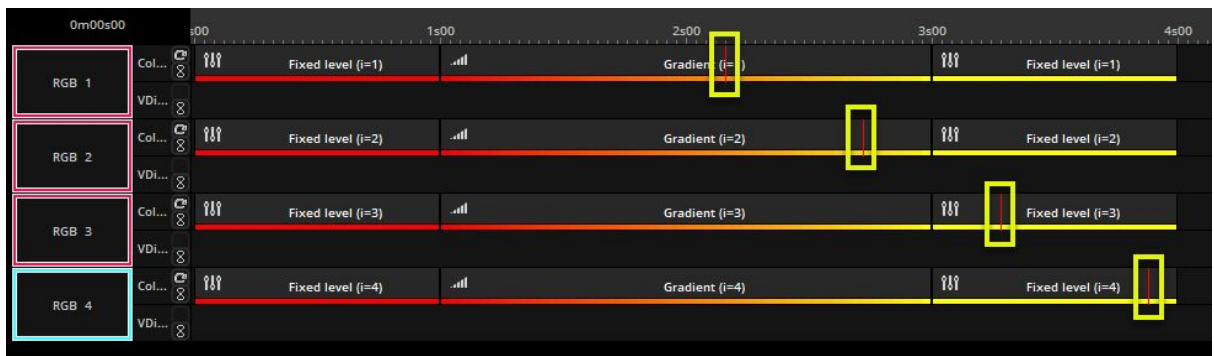 0m00s00 s00 1s00 2s00 3s00 4s00
RGB 1 Col... Fixed level (i=1) Gradient (i=1) Fixed level (i=1)
VDi...
RGB 2 Col... Fixed level (i=2) Gradient (i=2) Fixed level (i=2)
VDi...
RGB 3 Col... Fixed level (i=3) Gradient (i=3) Fixed level (i=3)
VDi...
RGB 4 Col... Fixed level (i=4) Gradient (i=4) Fixed level (i=4)
VDi...